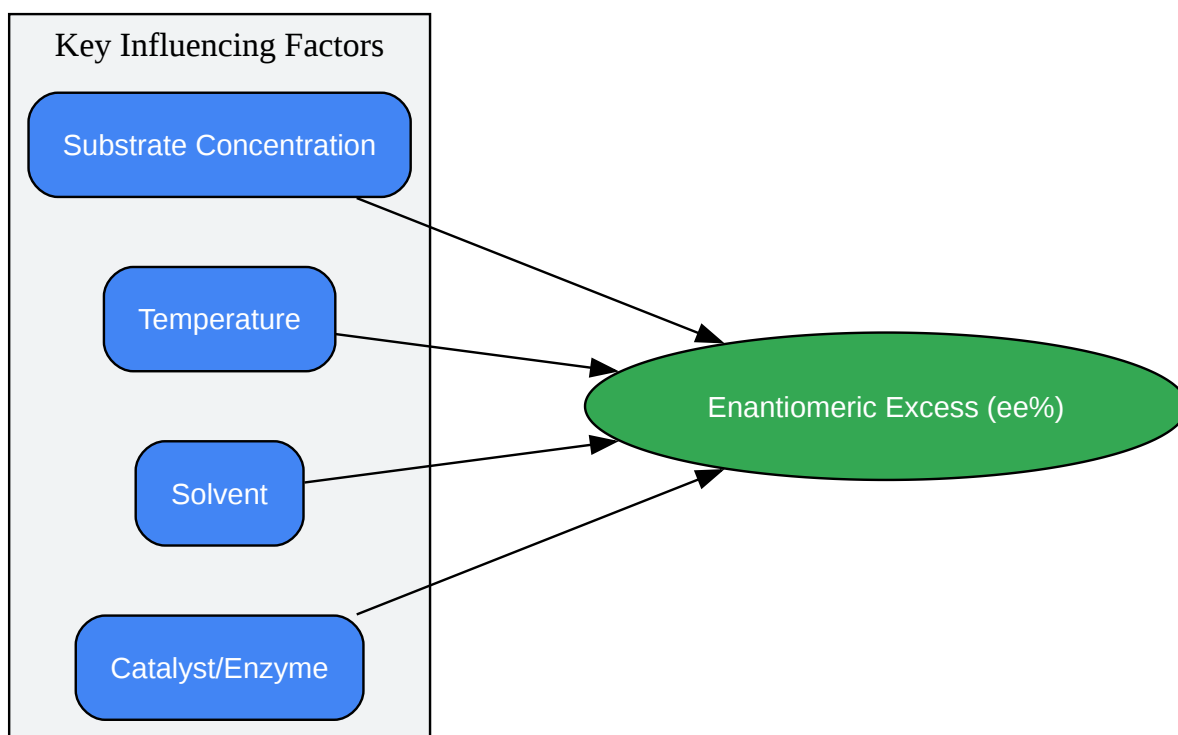 Key Influencing Factors
Substrate Concentration
Temperature
Enantiomeric Excess (ee%)
Solvent
Catalyst/Enzyme